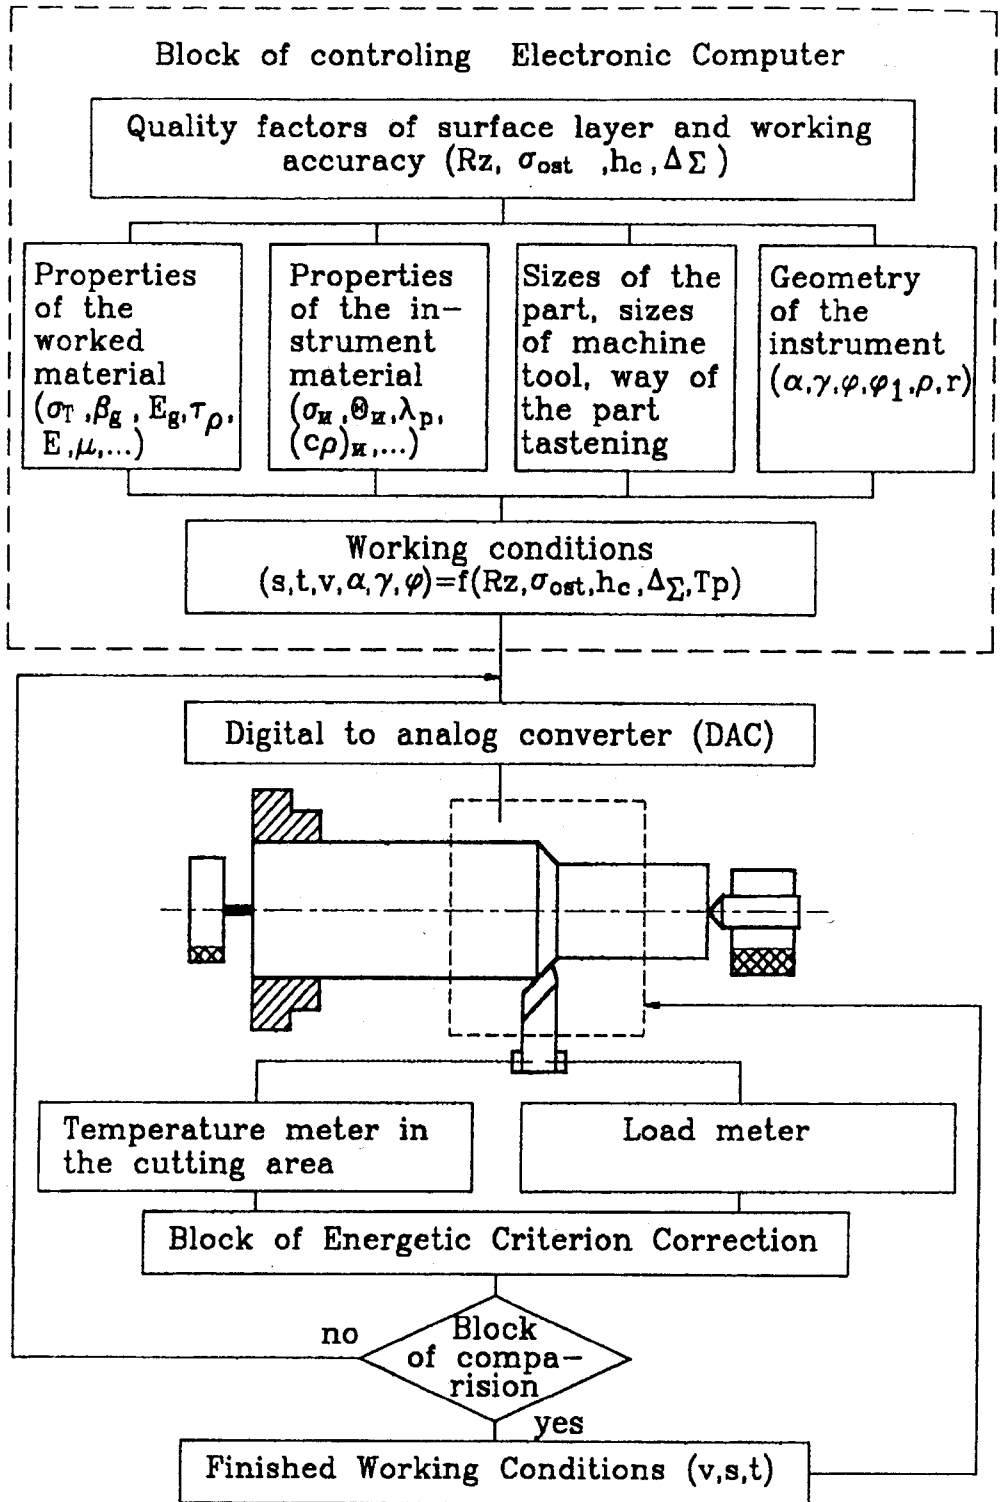 Block of controling Electronic Computer
Quality factors of surface layer and working
accuracy (Rz, σost ,hc,ΔΣ)
Properties
of the
worked
material
(σT,βg,Eg,τρ,
E,μ,...)
Properties
of the in-
strument
material
(σи,Θи,λp,
(cρ)и,...)
Sizes of the
part, sizes
of machine
tool, way of
the part
tastening
Geometry
of the
instrument
(α,γ,φ,φ1,ρ,r)
Working conditions
(s,t,v,α,γ,φ)=f(Rz,σost,hc,ΔΣ,Tp)
Digital to analog converter (DAC)
Temperature meter in
the cutting area
Load meter
Block of Energetic Criterion Correction
no
Block
of compa-
rision
yes
Finished Working Conditions (v,s,t)